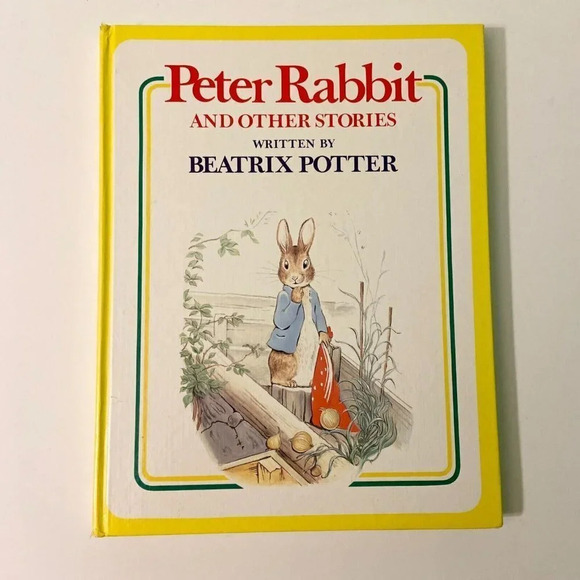 Peter Rabbit
AND OTHER STORIES
WRITTEN BY
BEATRIX POTTER